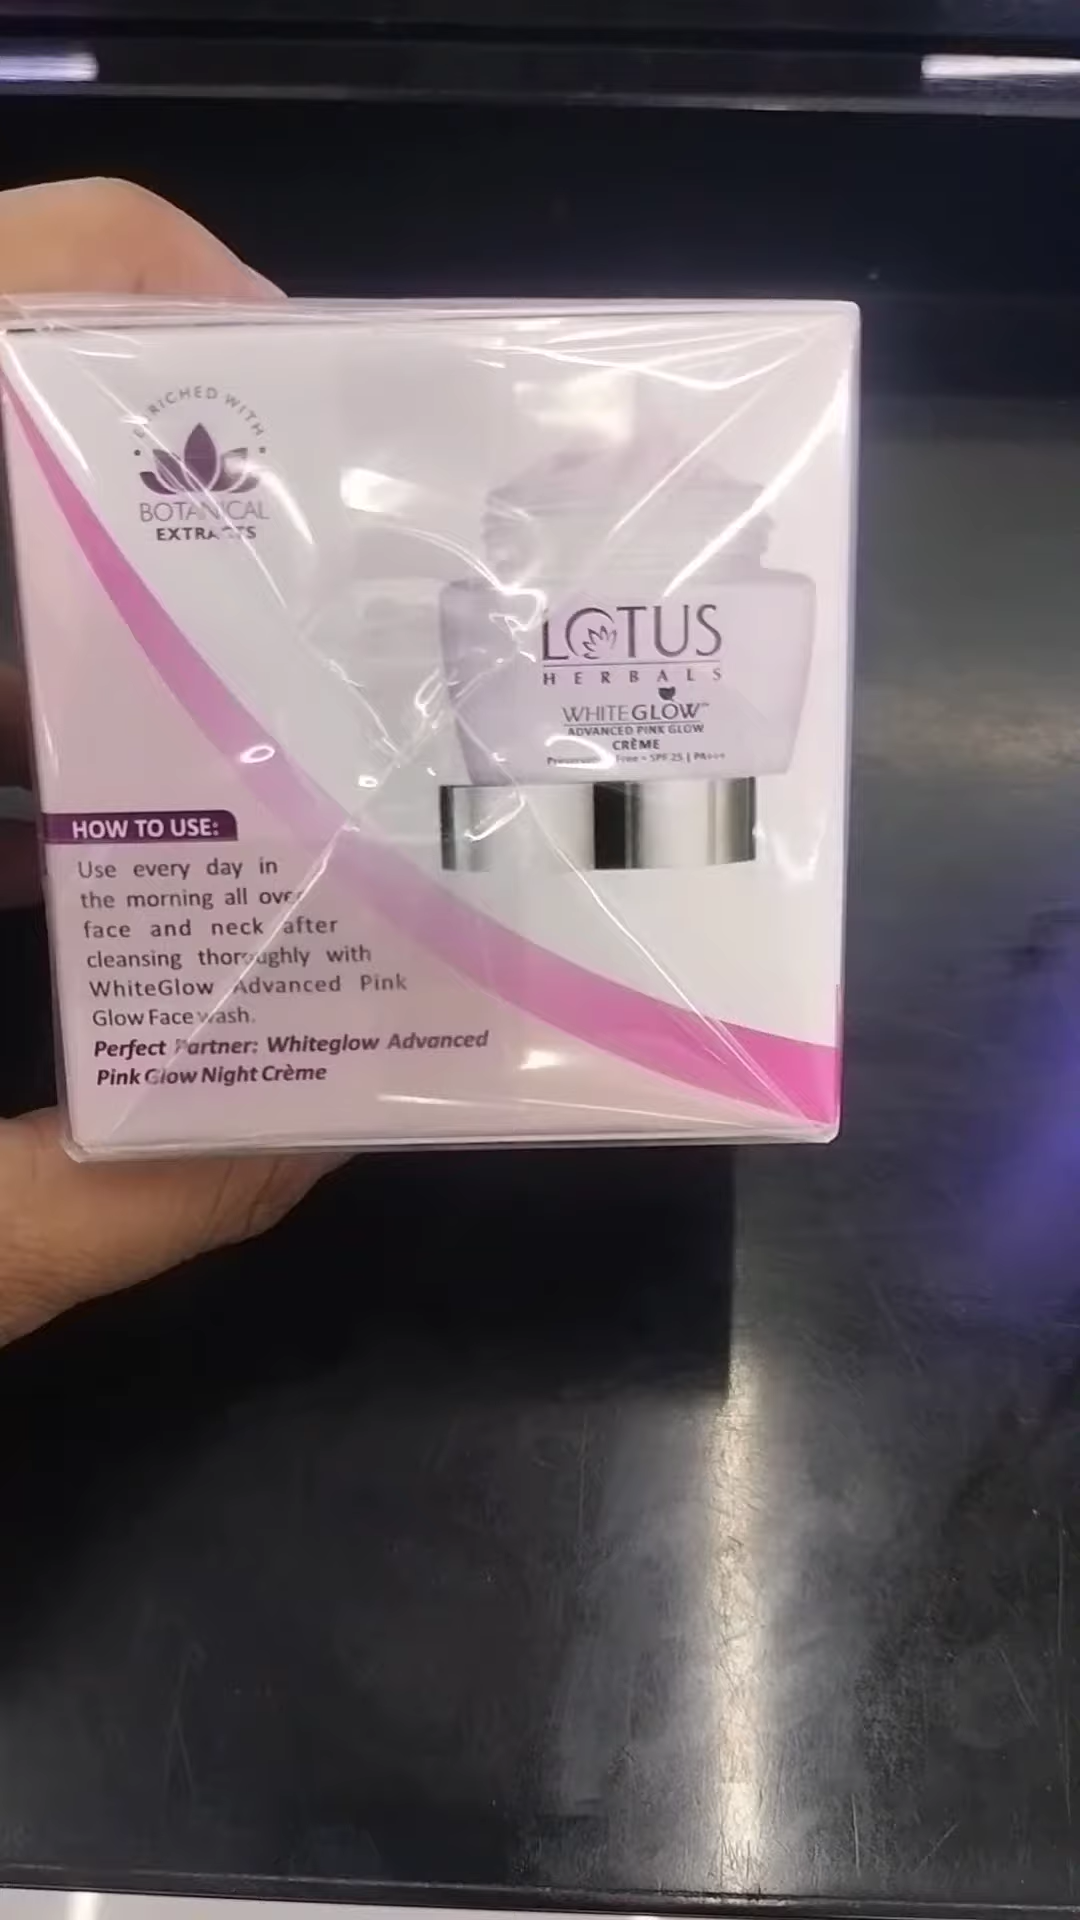 ENRICHED WITH
BOTANICAL
EXTRACTS
LOTUS
HERBALS
WHITEGLOW™
ADVANCED PINK GLOW
CRÈME
Free • SPF 25 | PA+++
HOW TO USE:
Use every day in
the morning all over
face and neck after
cleansing thoroughly with
WhiteGlow Advanced Pink
Glow Face wash.
Perfect Partner: Whiteglow Advanced
Pink Glow Night Crème